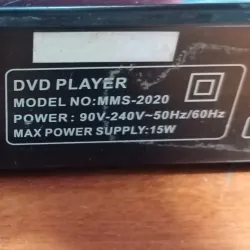 DVD PLAYER
MODEL NO:MMS-2020
POWER : 90V-240V~50Hz/60Hz
MAX POWER SUPPLY:15W